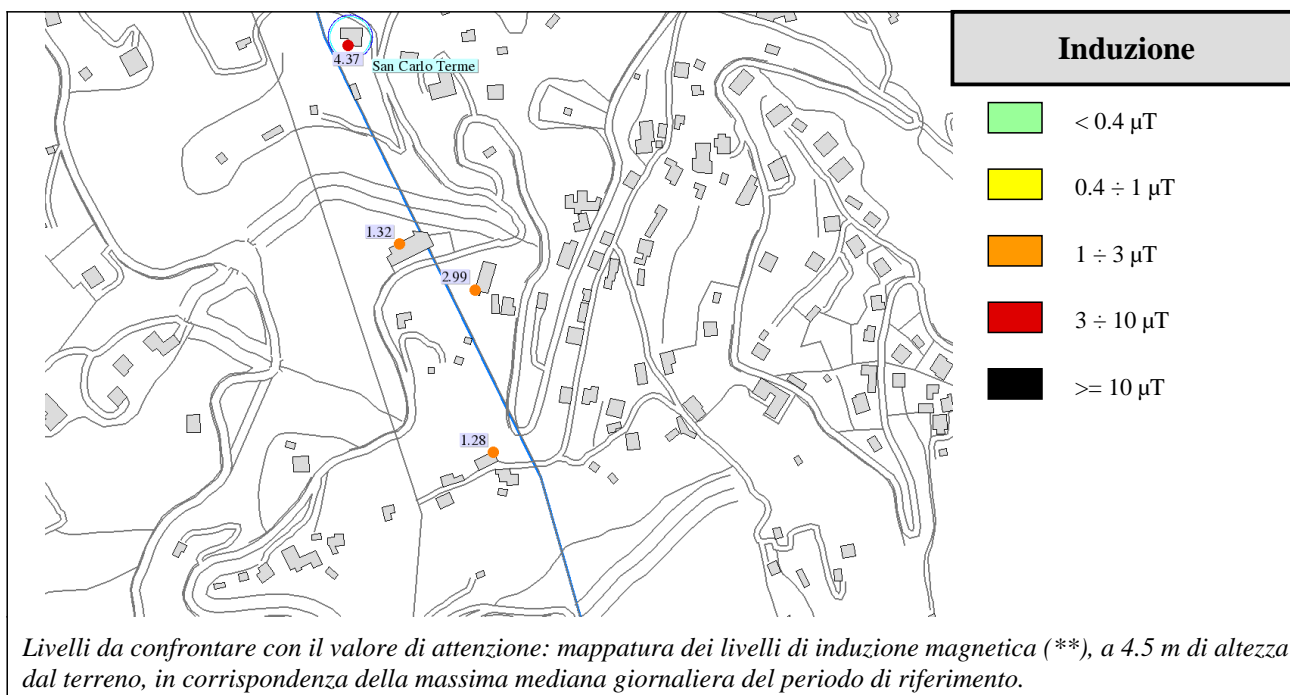 4.37
San Carlo Terme
1.32
2.99
1.28
Induzione
< 0.4 µT
0.4 ÷ 1 µT
1 ÷ 3 µT
3 ÷ 10 µT
>= 10 µT
Livelli da confrontare con il valore di attenzione: mappatura dei livelli di induzione magnetica (**), a 4.5 m di altezza
dal terreno, in corrispondenza della massima mediana giornaliera del periodo di riferimento.